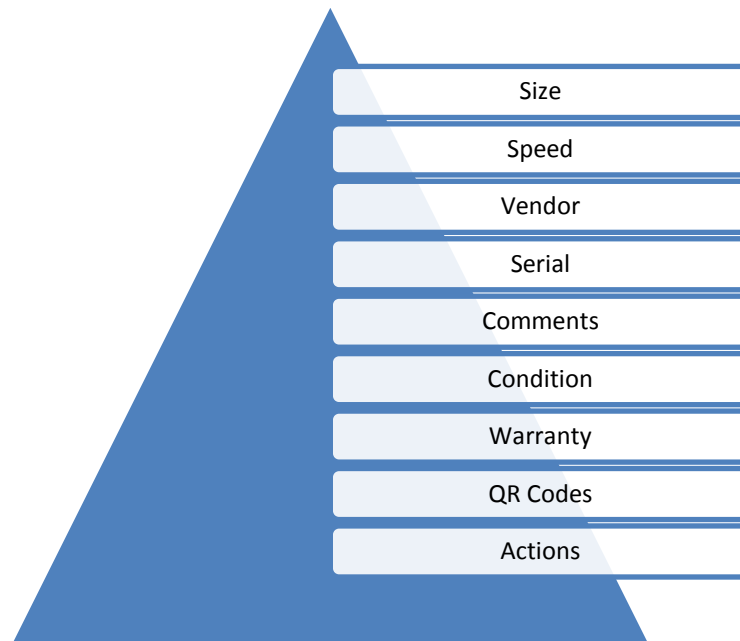 Size
Speed
Vendor
Serial
Comments
Condition
Warranty
QR Codes
Actions